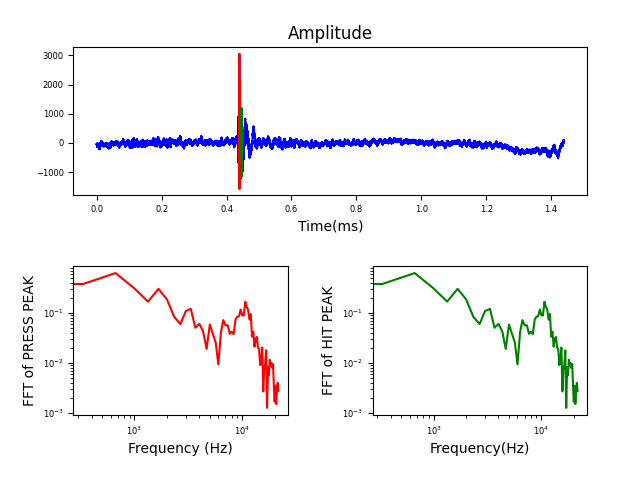 Amplitude
3000
2000
1000
0
−1000
0.0 0.2 0.4 0.6 0.8 1.0 1.2 1.4
Time(ms)
FFT of PRESS PEAK
10⁻¹
10⁻²
10⁻³
10³ 10⁴
Frequency (Hz)
FFT of HIT PEAK
10⁻¹
10⁻²
10⁻³
10³ 10⁴
Frequency(Hz)